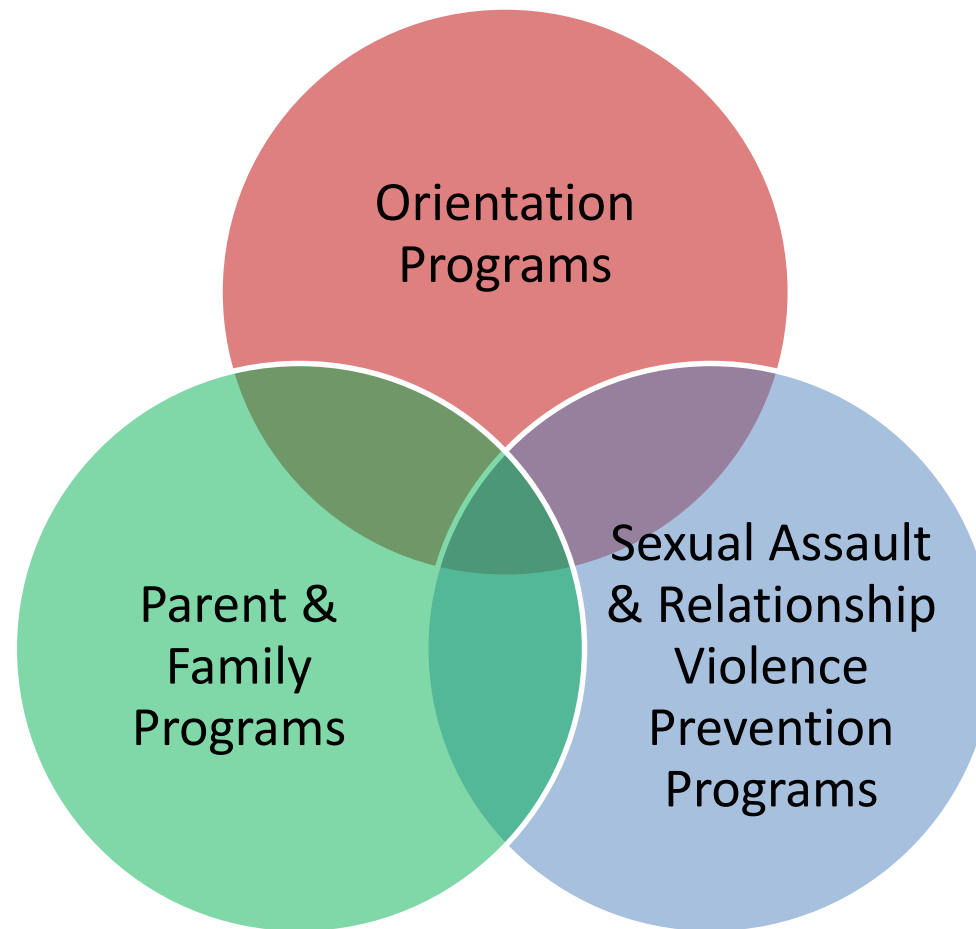 Orientation
Programs
Parent &
Family
Programs
Sexual Assault
& Relationship
Violence
Prevention
Programs